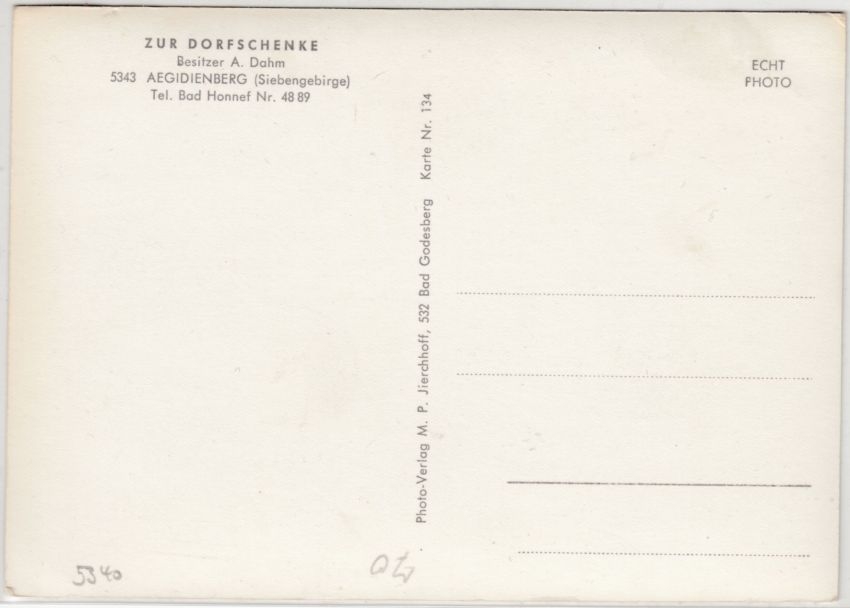 ZUR DORFSCHENKE
Besitzer A. Dahm
5343 AEGIDIENBERG (Siebengebirge)
Tel. Bad Honnef Nr. 48 89
Photo-Verlag M. P. Jierchhoff, 532 Bad Godesberg Karte Nr. 134
ECHT
PHOTO
5340